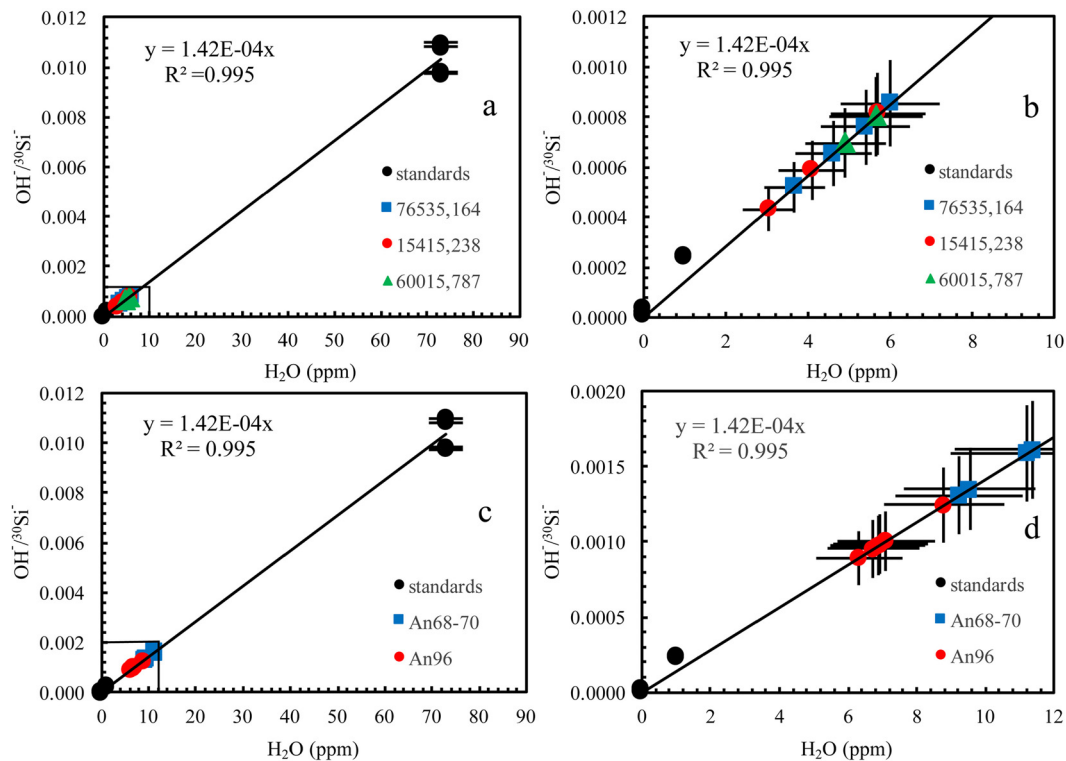 y = 1.42E-04x
R² =0.995
a
OH⁻/³⁰Si⁻
0.012
0.010
0.008
0.006
0.004
0.002
0.000
standards
76535,164
15415,238
60015,787
0 10 20 30 40 50 60 70 80 90
H₂O (ppm)
y = 1.42E-04x
R² = 0.995
b
OH⁻/³⁰Si⁻
0.0012
0.0010
0.0008
0.0006
0.0004
0.0002
0.0000
standards
76535,164
15415,238
60015,787
0 2 4 6 8 10
H₂O (ppm)
y = 1.42E-04x
R² = 0.995
c
OH⁻/³⁰Si⁻
0.012
0.010
0.008
0.006
0.004
0.002
0.000
standards
An68-70
An96
0 10 20 30 40 50 60 70 80 90
H₂O (ppm)
y = 1.42E-04x
R² = 0.995
d
OH⁻/³⁰Si⁻
0.0020
0.0015
0.0010
0.0005
0.0000
standards
An68-70
An96
0 2 4 6 8 10 12
H₂O (ppm)